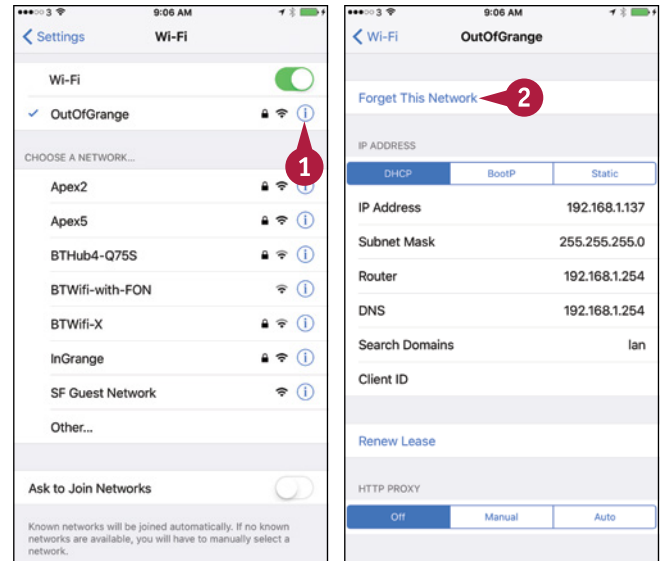 3 9:06 AM
Settings Wi-Fi
Wi-Fi
OutOfGrange
1
CHOOSE A NETWORK...
Apex2
Apex5
BTHub4-Q75S
BTWifi-with-FON
BTWifi-X
InGrange
SF Guest Network
Other...
Ask to Join Networks
Known networks will be joined automatically. If no known
networks are available, you will have to manually select a
network.
3 9:06 AM
Wi-Fi OutOfGrange
Forget This Network 2
IP ADDRESS
DHCP BootP Static
IP Address 192.168.1.137
Subnet Mask 255.255.255.0
Router 192.168.1.254
DNS 192.168.1.254
Search Domains lan
Client ID
Renew Lease
HTTP PROXY
Off Manual Auto